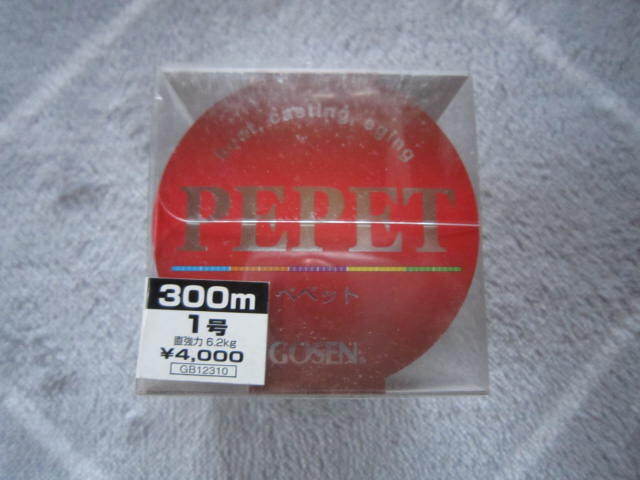 boat, casting, eging
PEPET
ペペット
GOSEN
300m
1号
直強力 6.2kg
¥4,000
GB12310